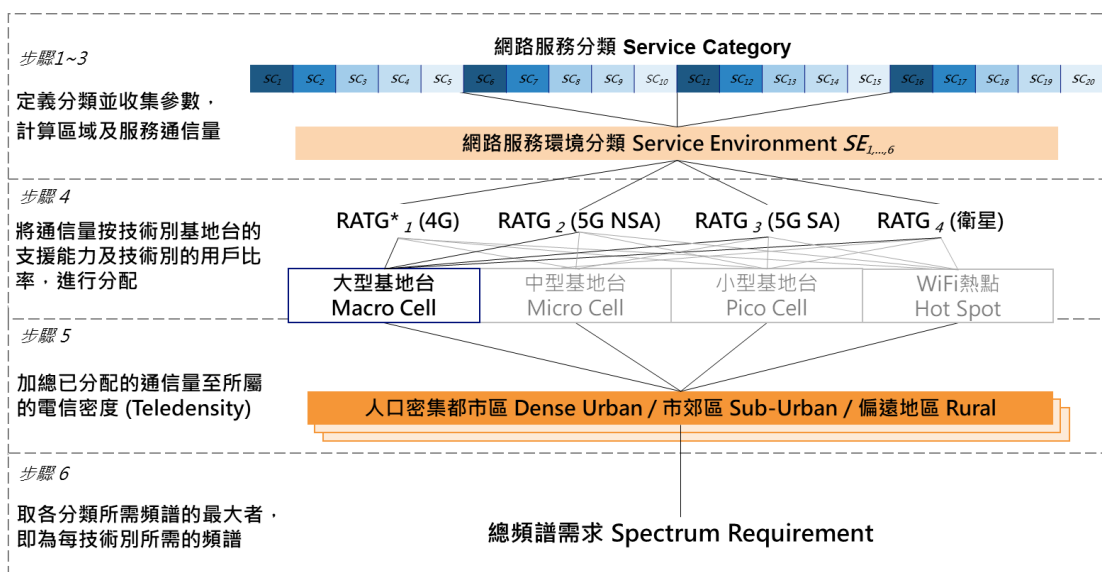 步驟1~3
網路服務分類 Service Category
SC1 SC2 SC3 SC4 SC5 SC6 SC7 SC8 SC9 SC10 SC11 SC12 SC13 SC14 SC15 SC16 SC17 SC18 SC19 SC20
定義分類並收集參數，
計算區域及服務通信量
網路服務環境分類 Service Environment SE1,...,6
步驟 4
將通信量按技術別基地台的
支援能力及技術別的用戶比
率，進行分配
RATG* 1 (4G) RATG 2 (5G NSA) RATG 3 (5G SA) RATG 4 (衛星)
大型基地台
Macro Cell
中型基地台
Micro Cell
小型基地台
Pico Cell
WiFi熱點
Hot Spot
步驟 5
加總已分配的通信量至所屬
的電信密度 (Teledensity)
人口密集都市區 Dense Urban / 市郊區 Sub-Urban / 偏遠地區 Rural
步驟 6
取各分類所需頻譜的最大者，
即為每技術別所需的頻譜
總頻譜需求 Spectrum Requirement